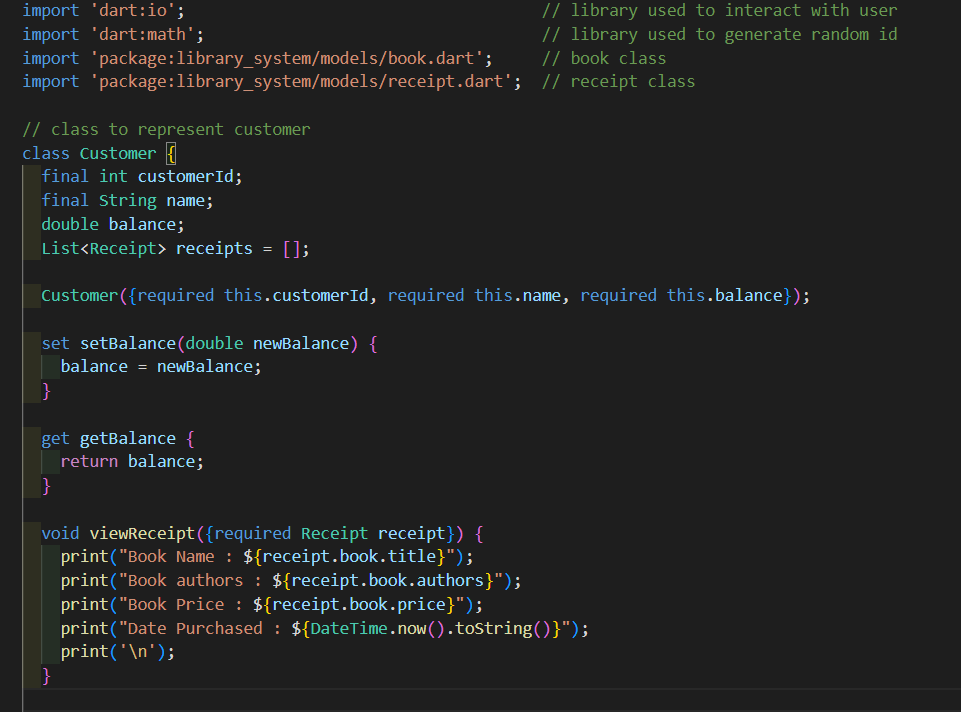 import 'dart:io';                                     // library used to interact with user
import 'dart:math';                                   // library used to generate random id
import 'package:library_system/models/book.dart';     // book class
import 'package:library_system/models/receipt.dart';  // receipt class
// class to represent customer
class Customer {
  final int customerId;
  final String name;
  double balance;
  List<Receipt> receipts = [];
  Customer({required this.customerId, required this.name, required this.balance});
  set setBalance(double newBalance) {
    balance = newBalance;
  }
  get getBalance {
    return balance;
  }
  void viewReceipt({required Receipt receipt}) {
    print("Book Name : ${receipt.book.title}");
    print("Book authors : ${receipt.book.authors}");
    print("Book Price : ${receipt.book.price}");
    print("Date Purchased : ${DateTime.now().toString()}");
    print('\n');
  }